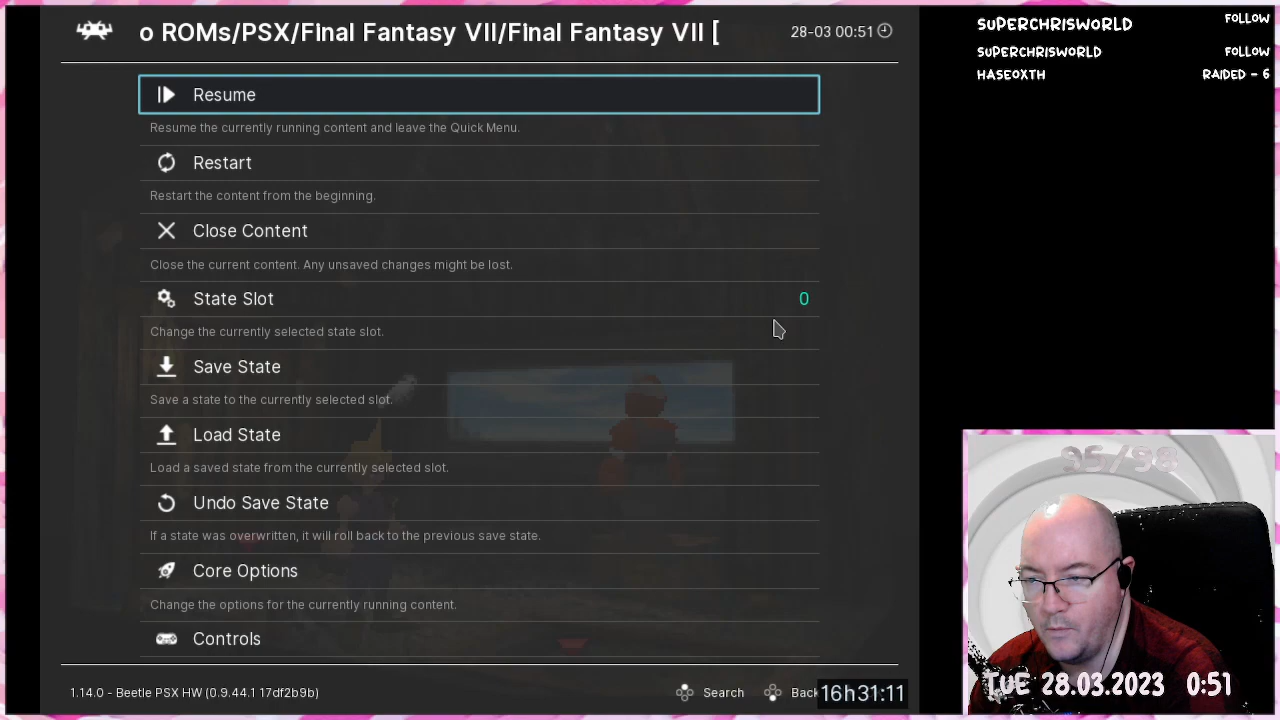 o ROMs/PSX/Final Fantasy VII/Final Fantasy VII [
28-03 00:51
Resume
Resume the currently running content and leave the Quick Menu.
Restart
Restart the content from the beginning.
Close Content
Close the current content. Any unsaved changes might be lost.
State Slot 0
Change the currently selected state slot.
Save State
Save a state to the currently selected slot.
Load State
Load a saved state from the currently selected slot.
Undo Save State
If a state was overwritten, it will roll back to the previous save state.
Core Options
Change the options for the currently running content.
Controls
1.14.0 - Beetle PSX HW (0.9.44.1 17df2b9b)
Search
Back
16h31:11
SUPERCHRISWORLD FOLLOW
SUPERCHRISWORLD FOLLOW
HASEOXTH RAIDED - 6
95/98
TUE 28.03.2023 0:51